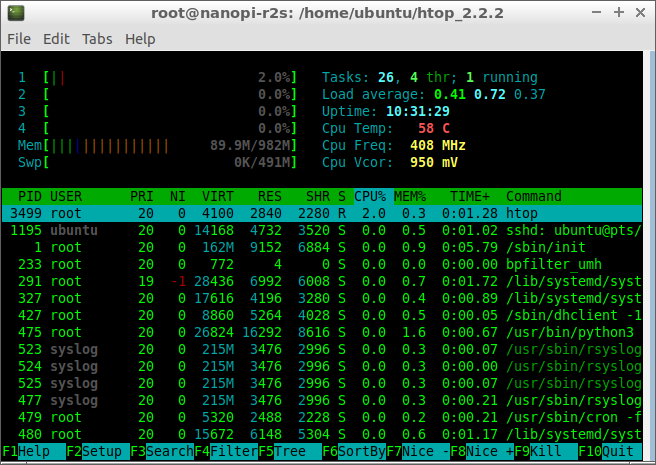 root@nanopi-r2s: /home/ubuntu/htop_2.2.2
File Edit Tabs Help
1 [|| 2.0%] Tasks: 26, 4 thr; 1 running
2 [ 0.0%] Load average: 0.41 0.72 0.37
3 [ 0.0%] Uptime: 10:31:29
4 [ 0.0%] Cpu Temp: 58 C
Mem[||||||||||||||| 89.9M/982M] Cpu Freq: 408 MHz
Swp[ 0K/491M] Cpu Vcor: 950 mV
PID USER PRI NI VIRT RES SHR S CPU% MEM% TIME+ Command
3499 root 20 0 4100 2840 2280 R 2.0 0.3 0:01.28 htop
1195 ubuntu 20 0 14168 4732 3520 S 0.0 0.5 0:01.02 sshd: ubuntu@pts/
1 root 20 0 162M 9152 6884 S 0.0 0.9 0:05.79 /sbin/init
233 root 20 0 772 4 0 S 0.0 0.0 0:00.00 bpfilter_umh
291 root 19 -1 28436 6992 6008 S 0.0 0.7 0:01.72 /lib/systemd/syst
327 root 20 0 17616 4196 3280 S 0.0 0.4 0:00.89 /lib/systemd/syst
427 root 20 0 8860 5264 4028 S 0.0 0.5 0:00.05 /sbin/dhclient -1
475 root 20 0 26824 16292 8616 S 0.0 1.6 0:00.67 /usr/bin/python3
523 syslog 20 0 215M 3476 2996 S 0.0 0.3 0:00.07 /usr/sbin/rsyslog
524 syslog 20 0 215M 3476 2996 S 0.0 0.3 0:00.00 /usr/sbin/rsyslog
525 syslog 20 0 215M 3476 2996 S 0.0 0.3 0:00.07 /usr/sbin/rsyslog
477 syslog 20 0 215M 3476 2996 S 0.0 0.3 0:00.21 /usr/sbin/rsyslog
479 root 20 0 5320 2488 2228 S 0.0 0.2 0:00.21 /usr/sbin/cron -f
480 root 20 0 15672 6148 5304 S 0.0 0.6 0:01.17 /lib/systemd/syst
F1Help F2Setup F3SearchF4FilterF5Tree F6SortByF7Nice -F8Nice +F9Kill F10Quit